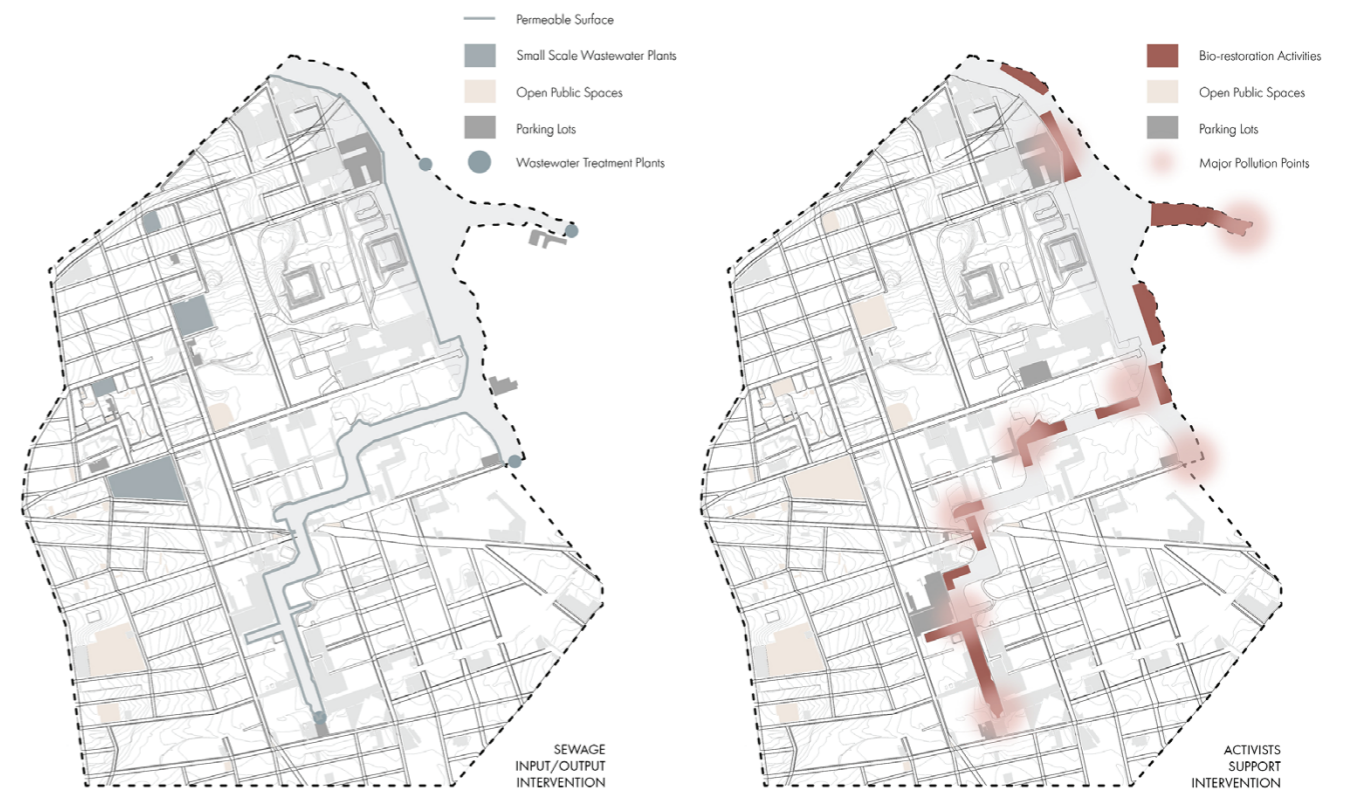 Permeable Surface
Small Scale Wastewater Plants
Open Public Spaces
Parking Lots
Wastewater Treatment Plants
SEWAGE
INPUT/OUTPUT
INTERVENTION
Bio-restoration Activities
Open Public Spaces
Parking Lots
Major Pollution Points
ACTIVISTS
SUPPORT
INTERVENTION